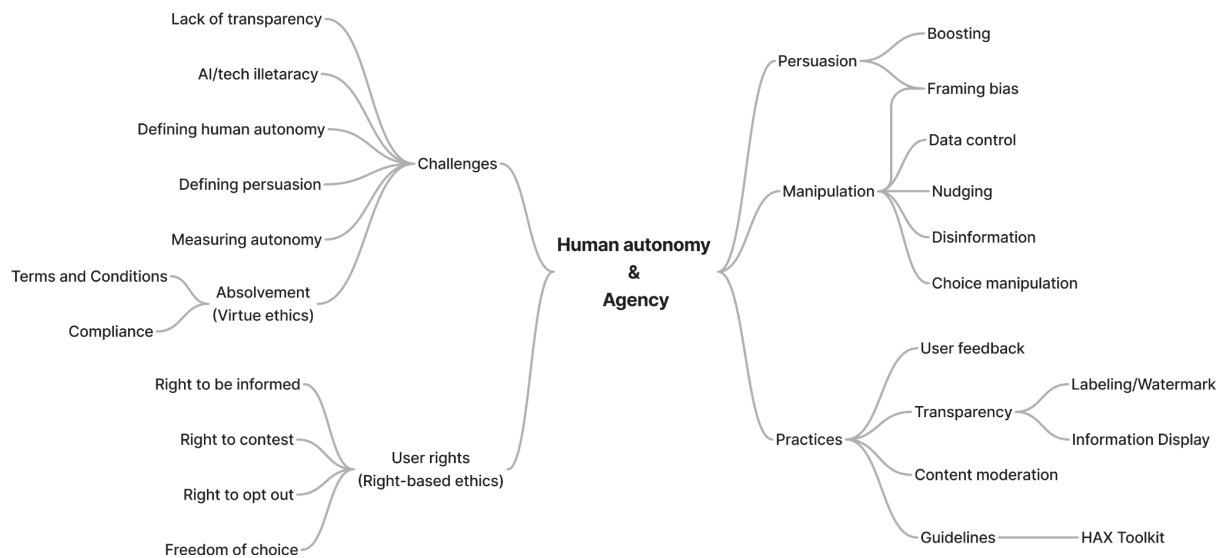 Human autonomy
&
Agency
Challenges
Lack of transparency
AI/tech illetaracy
Defining human autonomy
Defining persuasion
Measuring autonomy
Absolvement
(Virtue ethics)
Terms and Conditions
Compliance
User rights
(Right-based ethics)
Right to be informed
Right to contest
Right to opt out
Freedom of choice
Persuasion
Boosting
Framing bias
Manipulation
Data control
Nudging
Disinformation
Choice manipulation
Practices
User feedback
Transparency
Labeling/Watermark
Information Display
Content moderation
Guidelines
HAX Toolkit